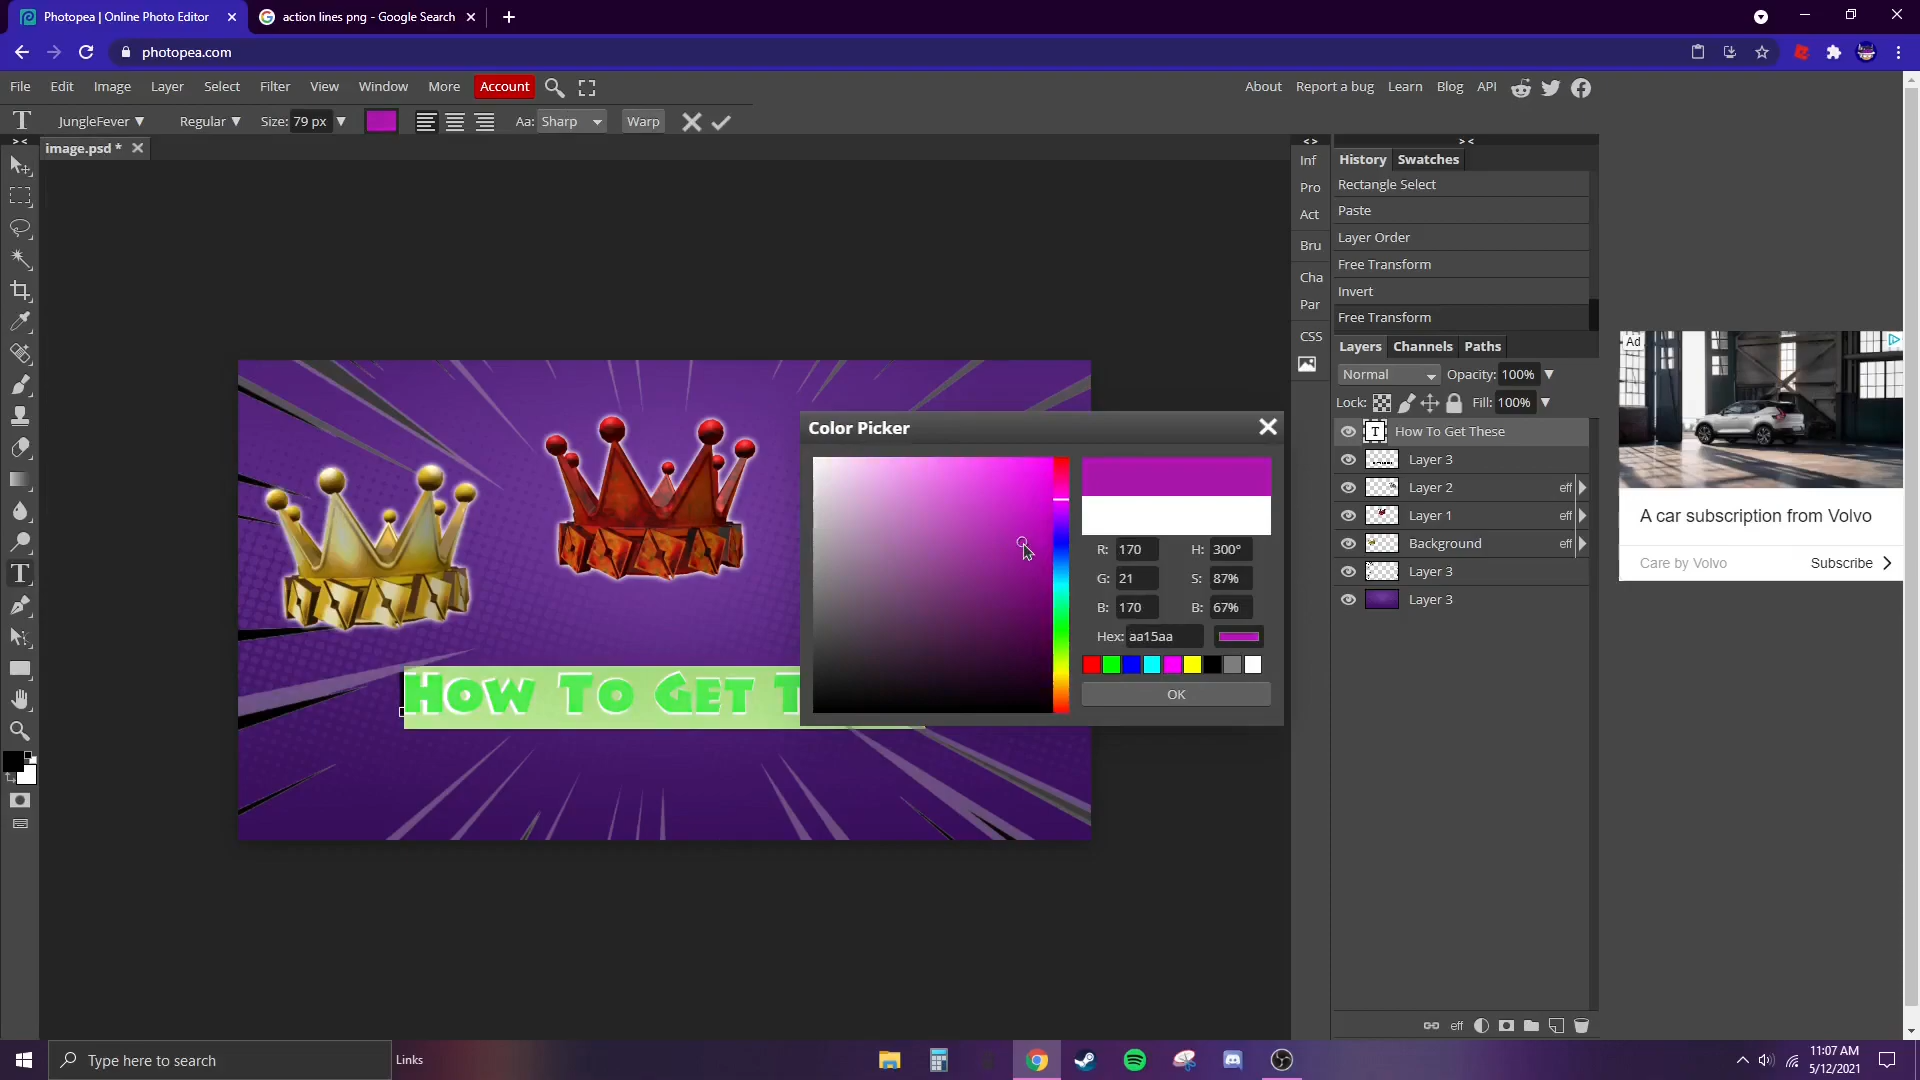 Photopea | Online Photo Editor
action lines png - Google Search
photopea.com
File Edit Image Layer Select Filter View Window More Account
About Report a bug Learn Blog API
T JungleFever Regular Size: 79 px Aa: Sharp Warp
image.psd *
Inf
Pro
Act
Bru
Cha
Par
CSS
History Swatches
Rectangle Select
Paste
Layer Order
Free Transform
Invert
Free Transform
Layers Channels Paths
Normal Opacity: 100%
Lock: Fill: 100%
T How To Get These
Layer 3
Layer 2 eff
Layer 1 eff
Background eff
Layer 3
Layer 3
eff
Color Picker
R: 170 H: 300°
G: 21 S: 87%
B: 170 B: 67%
Hex: aa15aa
OK
How To Get T
Ad
A car subscription from Volvo
Care by Volvo Subscribe
Type here to search
Links
11:07 AM
5/12/2021